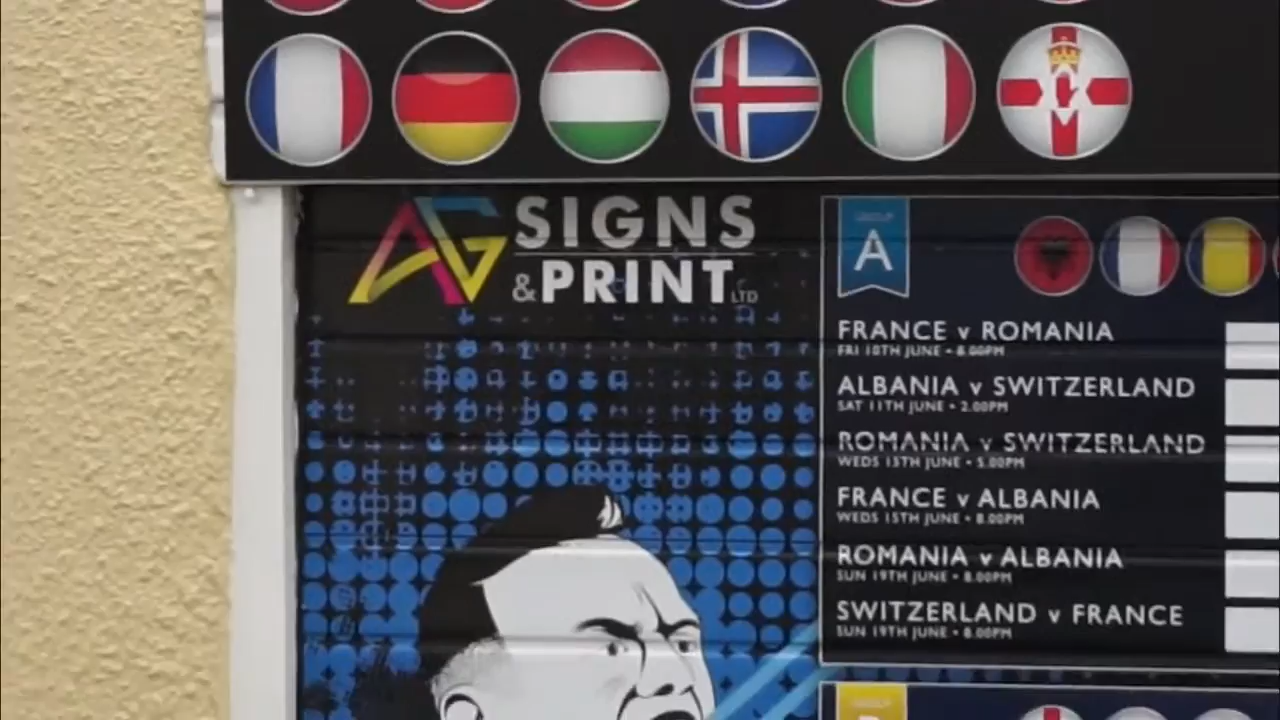 AG
SIGNS
& PRINT LTD
GROUP
A
FRANCE v ROMANIA
FRI 10TH JUNE • 8.00PM
ALBANIA v SWITZERLAND
SAT 11TH JUNE • 2.00PM
ROMANIA v SWITZERLAND
WEDS 15TH JUNE • 5.00PM
FRANCE v ALBANIA
WEDS 15TH JUNE • 8.00PM
ROMANIA v ALBANIA
SUN 19TH JUNE • 8.00PM
SWITZERLAND v FRANCE
SUN 19TH JUNE • 8.00PM